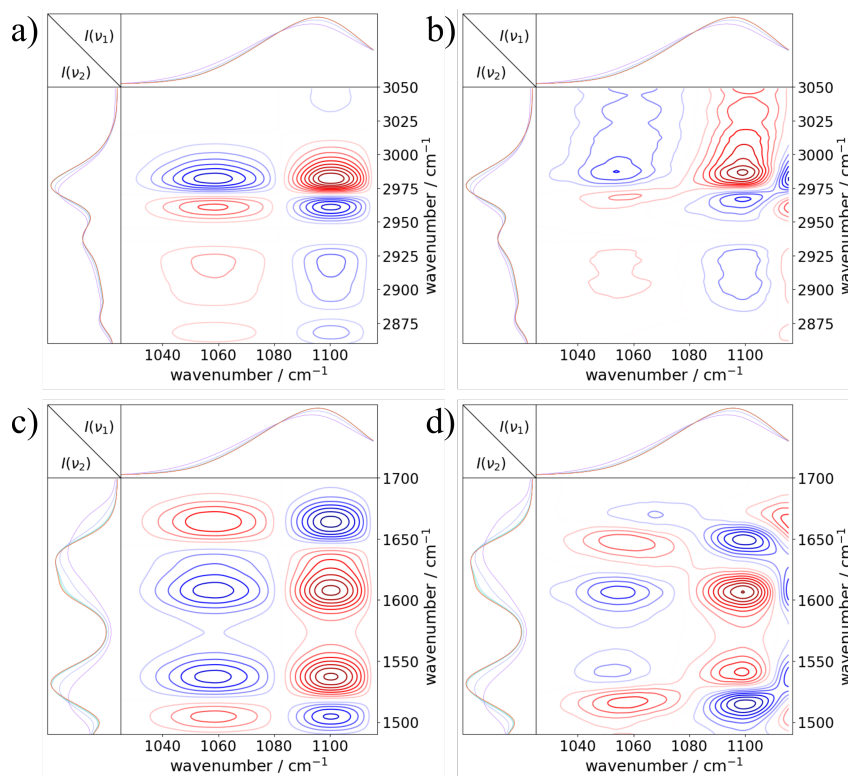 a)
I(ν₁)
I(ν₂)
3050
3025
3000
2975
2950
2925
2900
2875
wavenumber / cm⁻¹
1040 1060 1080 1100
wavenumber / cm⁻¹
b)
I(ν₁)
I(ν₂)
3050
3025
3000
2975
2950
2925
2900
2875
wavenumber / cm⁻¹
1040 1060 1080 1100
wavenumber / cm⁻¹
c)
I(ν₁)
I(ν₂)
1700
1650
1600
1550
1500
wavenumber / cm⁻¹
1040 1060 1080 1100
wavenumber / cm⁻¹
d)
I(ν₁)
I(ν₂)
1700
1650
1600
1550
1500
wavenumber / cm⁻¹
1040 1060 1080 1100
wavenumber / cm⁻¹